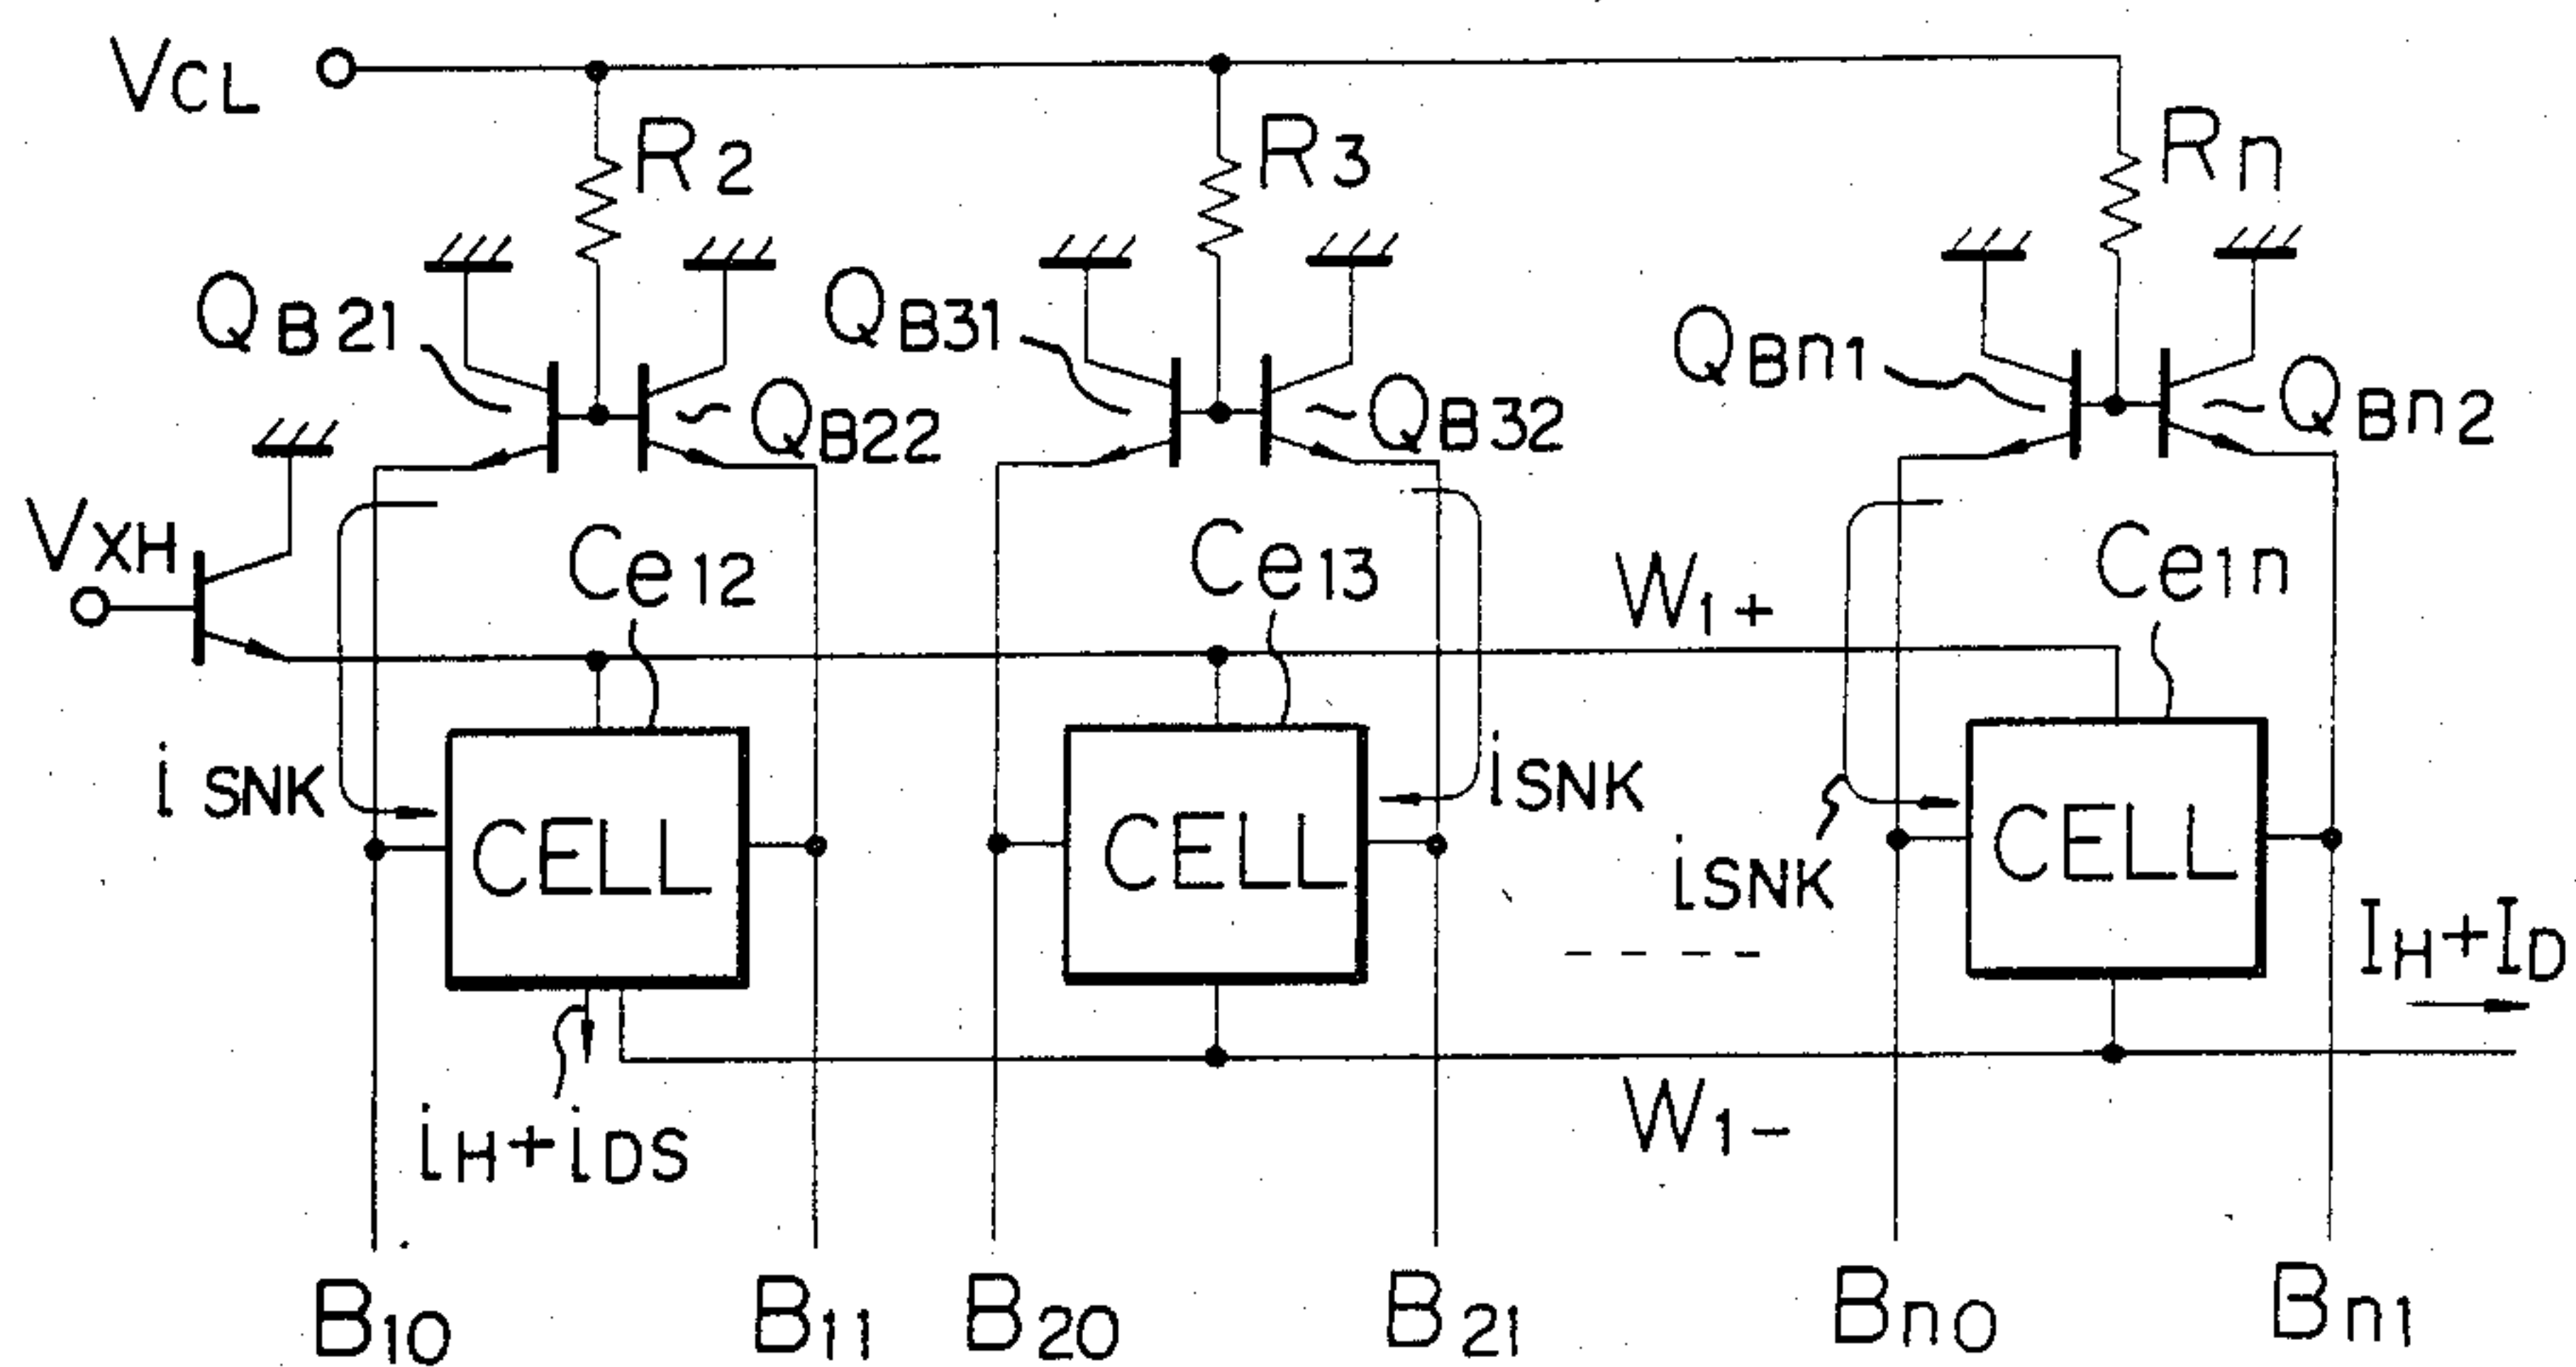 VCL
R2
R3
Rn
QB21
QB22
QB31
QB32
QBn1
QBn2
VXH
Ce12
Ce13
Ce1n
W1+
iSNK
iSNK
iSNK
CELL
CELL
CELL
IH+ID
iH+iDS
W1-
B10
B11
B20
B21
Bn0
Bn1